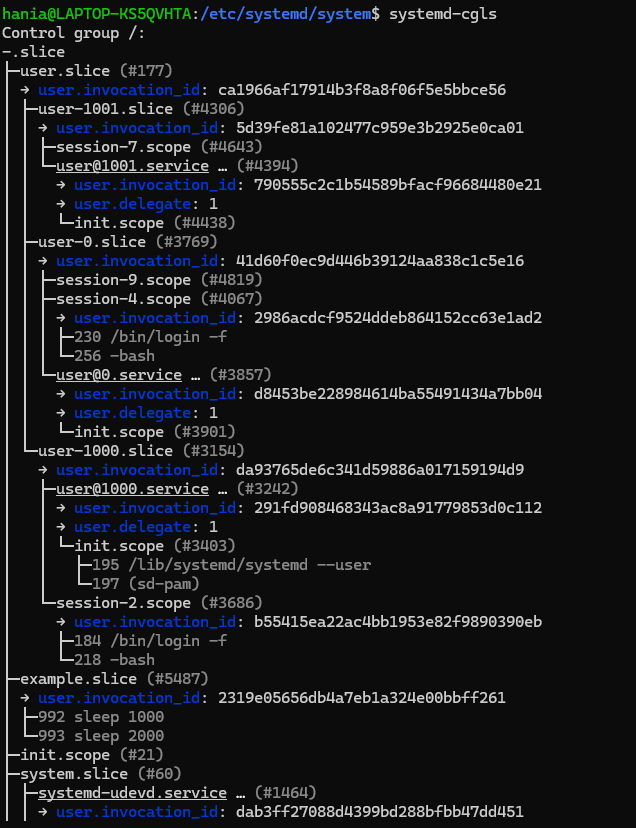 hania@LAPTOP-KS5QVHTA:/etc/systemd/system$ systemd-cgls
Control group /:
-.slice
├─user.slice (#177)
│ → user.invocation_id: ca1966af17914b3f8a8f06f5e5bbce56
│ ├─user-1001.slice (#4306)
│ │ → user.invocation_id: 5d39fe81a102477c959e3b2925e0ca01
│ │ ├─session-7.scope (#4643)
│ │ └─user@1001.service … (#4394)
│ │   → user.invocation_id: 790555c2c1b54589bfacf96684480e21
│ │   → user.delegate: 1
│ │   └─init.scope (#4438)
│ ├─user-0.slice (#3769)
│ │ → user.invocation_id: 41d60f0ec9d446b39124aa838c1c5e16
│ │ ├─session-9.scope (#4819)
│ │ ├─session-4.scope (#4067)
│ │ │ → user.invocation_id: 2986acdcf9524ddeb864152cc63e1ad2
│ │ │ ├─230 /bin/login -f
│ │ │ └─256 -bash
│ │ └─user@0.service … (#3857)
│ │   → user.invocation_id: d8453be228984614ba55491434a7bb04
│ │   → user.delegate: 1
│ │   └─init.scope (#3901)
│ └─user-1000.slice (#3154)
│   → user.invocation_id: da93765de6c341d59886a017159194d9
│   ├─user@1000.service … (#3242)
│   │ → user.invocation_id: 291fd908468343ac8a91779853d0c112
│   │ → user.delegate: 1
│   │ └─init.scope (#3403)
│   │   ├─195 /lib/systemd/systemd --user
│   │   └─197 (sd-pam)
│   └─session-2.scope (#3686)
│     → user.invocation_id: b55415ea22ac4bb1953e82f9890390eb
│     ├─184 /bin/login -f
│     └─218 -bash
├─example.slice (#5487)
│ → user.invocation_id: 2319e05656db4a7eb1a324e00bbff261
│ ├─992 sleep 1000
│ └─993 sleep 2000
├─init.scope (#21)
├─system.slice (#60)
│ ├─systemd-udevd.service … (#1464)
│ │ → user.invocation_id: dab3ff27088d4399bd288bfbb47dd451